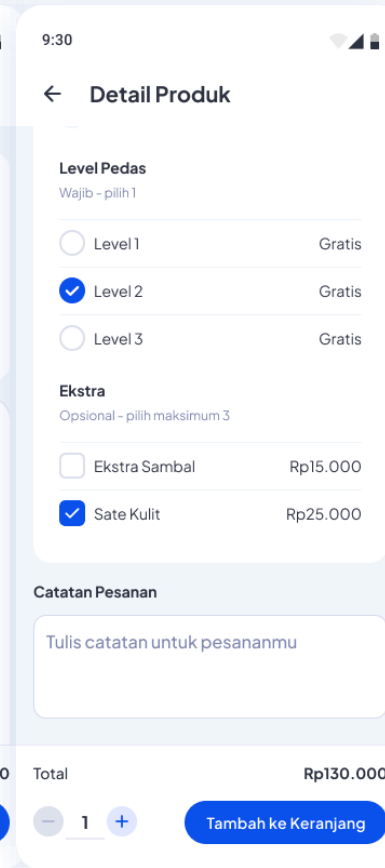 9:30
Detail Produk
Level Pedas
Wajib - pilih 1
Level 1 Gratis
Level 2 Gratis
Level 3 Gratis
Ekstra
Opsional - pilih maksimum 3
Ekstra Sambal Rp15.000
Sate Kulit Rp25.000
Catatan Pesanan
Tulis catatan untuk pesananmu
0 Total Rp130.000
1 Tambah ke Keranjang